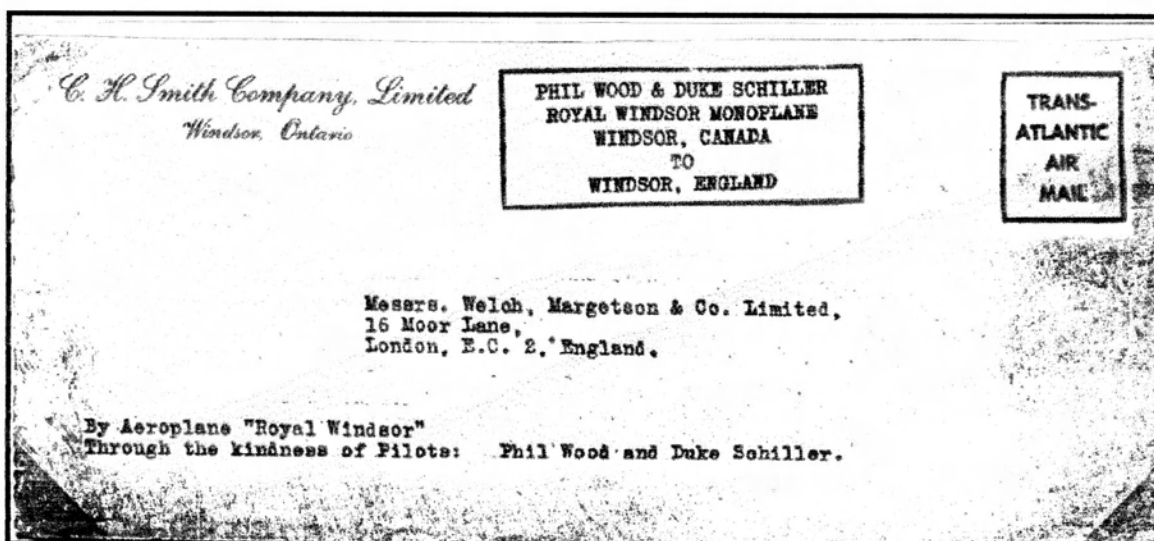 C. H. Smith Company, Limited
Windsor, Ontario
PHIL WOOD & DUKE SCHILLER
ROYAL WINDSOR MONOPLANE
WINDSOR, CANADA
TO
WINDSOR, ENGLAND
TRANS-
ATLANTIC
AIR
MAIL
Messrs. Welch, Margetson & Co. Limited,
16 Moor Lane,
London, E.C. 2, England.
By Aeroplane "Royal Windsor"
Through the kindness of Pilots: Phil Wood and Duke Schiller.